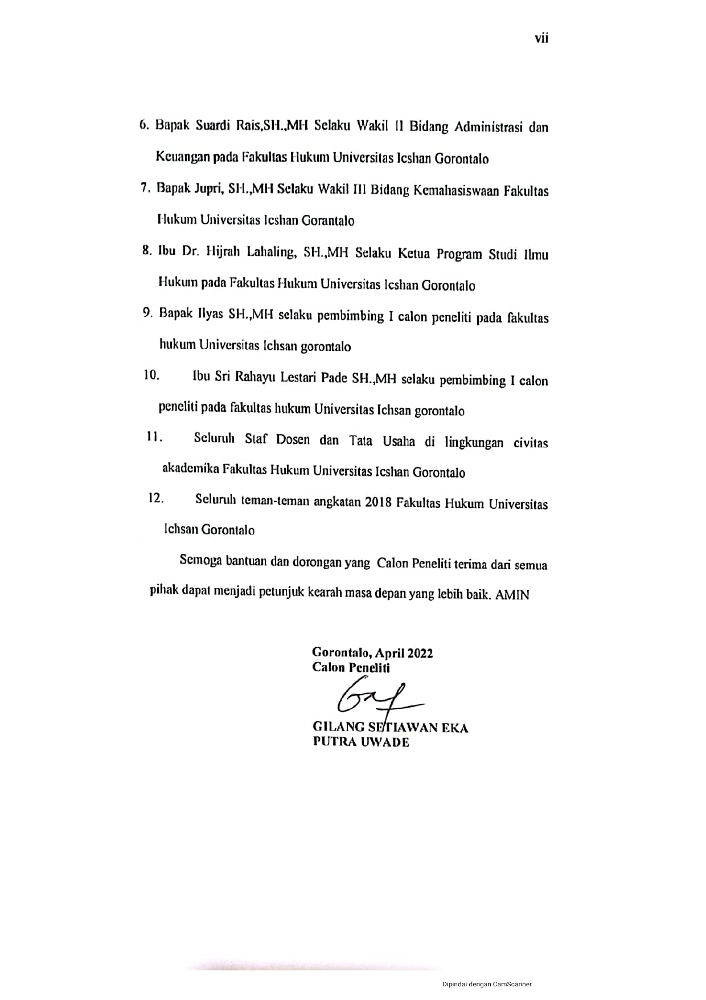 vii
6. Bapak Suardi Rais,SH.,MH Selaku Wakil II Bidang Administrasi dan
Keuangan pada Fakultas Hukum Universitas Icshan Gorontalo
7. Bapak Jupri, SH.,MH Selaku Wakil III Bidang Kemahasiswaan Fakultas
Hukum Universitas Icshan Gorantalo
8. Ibu Dr. Hijrah Lahaling, SH.,MH Selaku Ketua Program Studi Ilmu
Hukum pada Fakultas Hukum Universitas Icshan Gorontalo
9. Bapak Ilyas SH.,MH selaku pembimbing I calon peneliti pada fakultas
hukum Universitas Ichsan gorontalo
10. Ibu Sri Rahayu Lestari Pade SH.,MH selaku pembimbing I calon
peneliti pada fakultas hukum Universitas Ichsan gorontalo
11. Seluruh Staf Dosen dan Tata Usaha di lingkungan civitas
akademika Fakultas Hukum Universitas Icshan Gorontalo
12. Seluruh teman-teman angkatan 2018 Fakultas Hukum Universitas
Ichsan Gorontalo
Semoga bantuan dan dorongan yang Calon Peneliti terima dari semua
pihak dapat menjadi petunjuk kearah masa depan yang lebih baik. AMIN
Gorontalo, April 2022
Calon Peneliti
GILANG SETIAWAN EKA
PUTRA UWADE
Dipindai dengan CamScanner